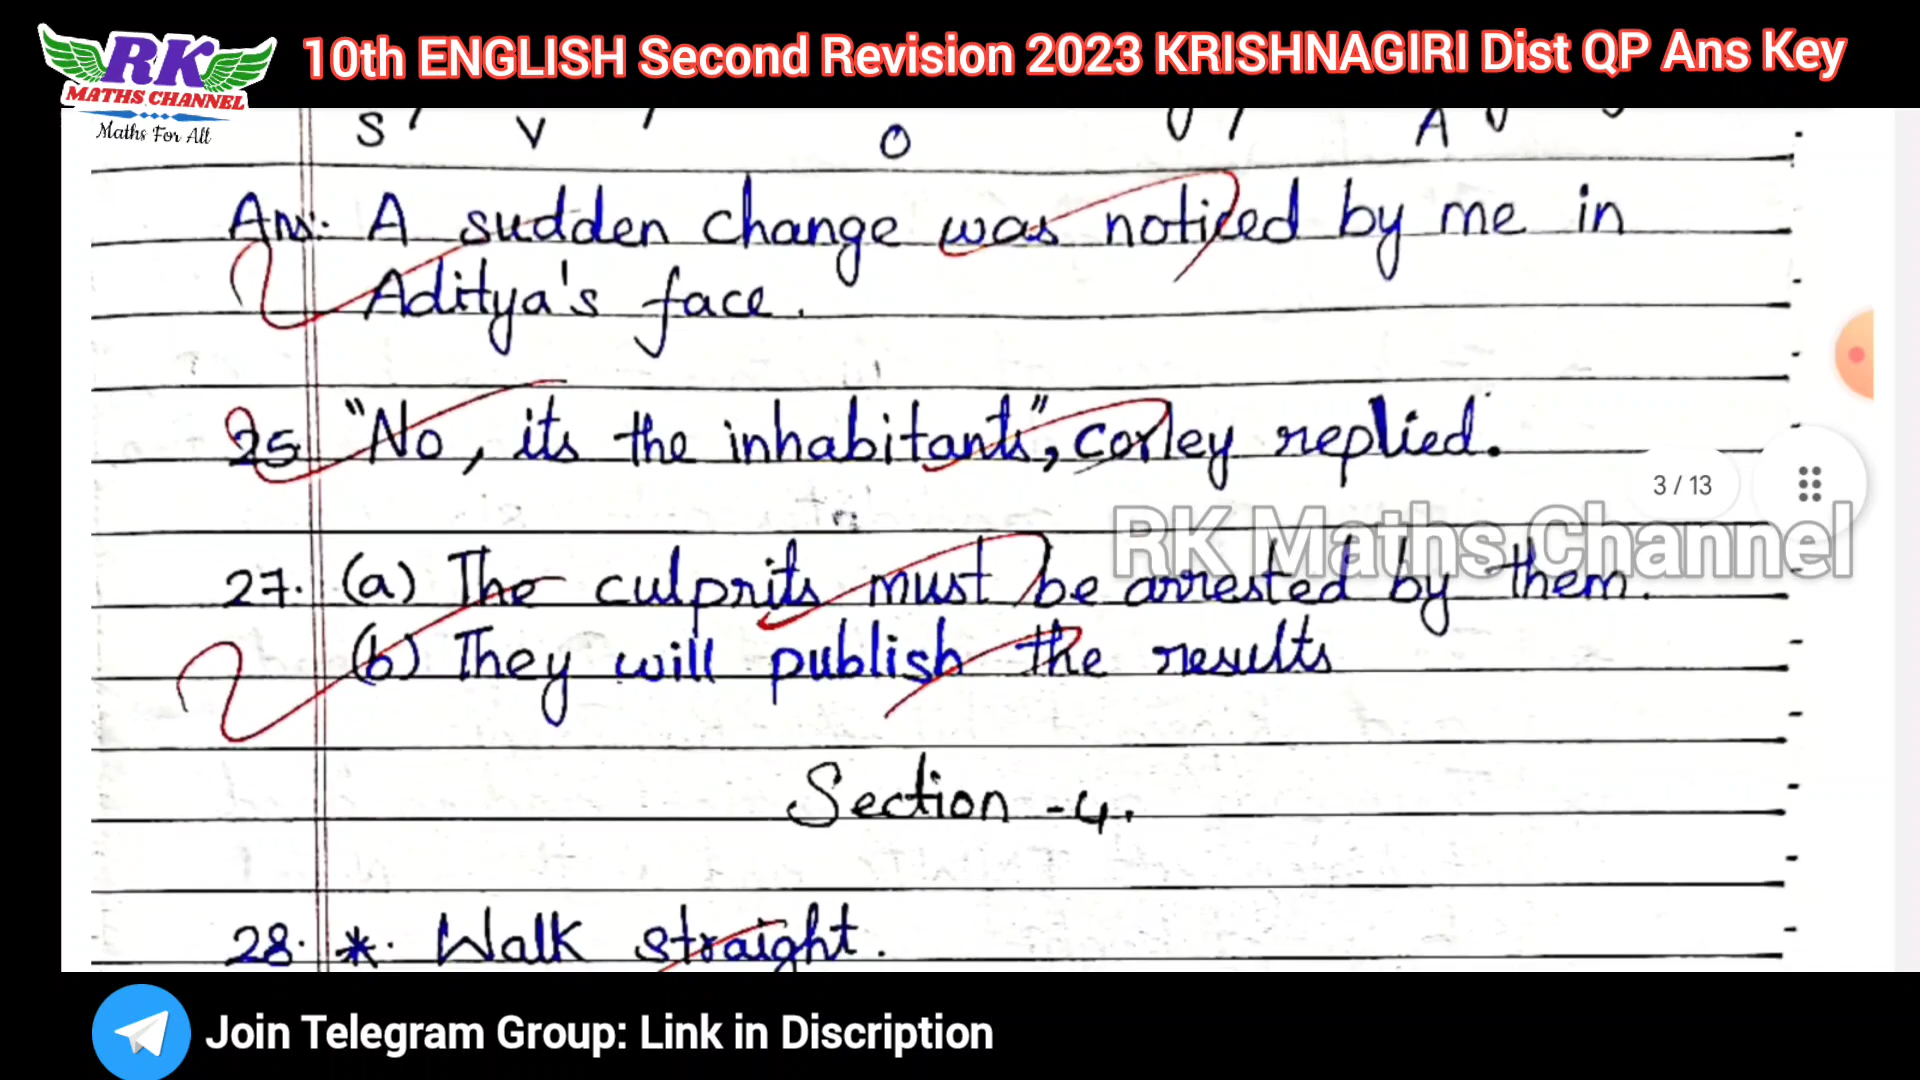 RK
MATHS CHANNEL
Maths For All
10th ENGLISH Second Revision 2023 KRISHNAGIRI Dist QP Ans Key
S V O A
Ans: A sudden change was noticed by me in
Aditya's face.
25. "No, its the inhabitants", corley replied.
3 / 13
RK Maths Channel
27. (a) The culprits must be arrested by them.
(b) They will publish the results
Section - 4.
28. *. Walk straight.
Join Telegram Group: Link in Discription